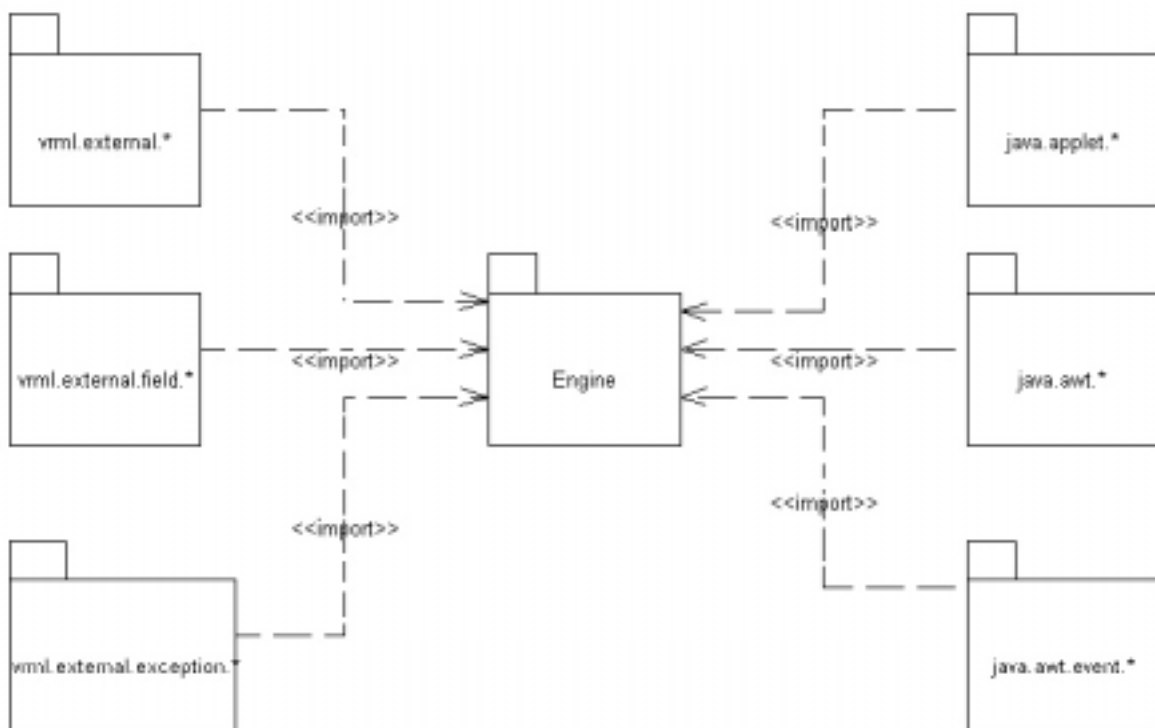 vrml.external.*
java.applet.*
<<import>>
<<import>>
<<import>>
<<import>>
vrml.external.field.*
Engine
java.awt.*
<<import>>
<<import>>
vrml.external.exception.*
java.awt.event.*